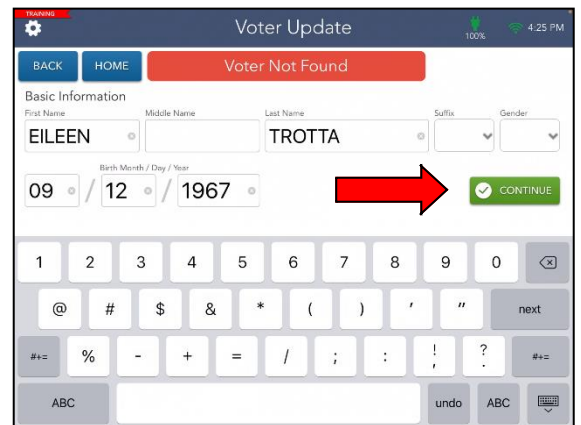 TRAINING
Voter Update
100%
4:25 PM
BACK HOME Voter Not Found
Basic Information
First Name Middle Name Last Name Suffix Gender
EILEEN TROTTA
Birth Month / Day / Year
09 / 12 / 1967
CONTINUE
1 2 3 4 5 6 7 8 9 0
@ # $ & * ( ) ' " next
#+= % - + = / ; : ! , ? . #+=
ABC undo ABC